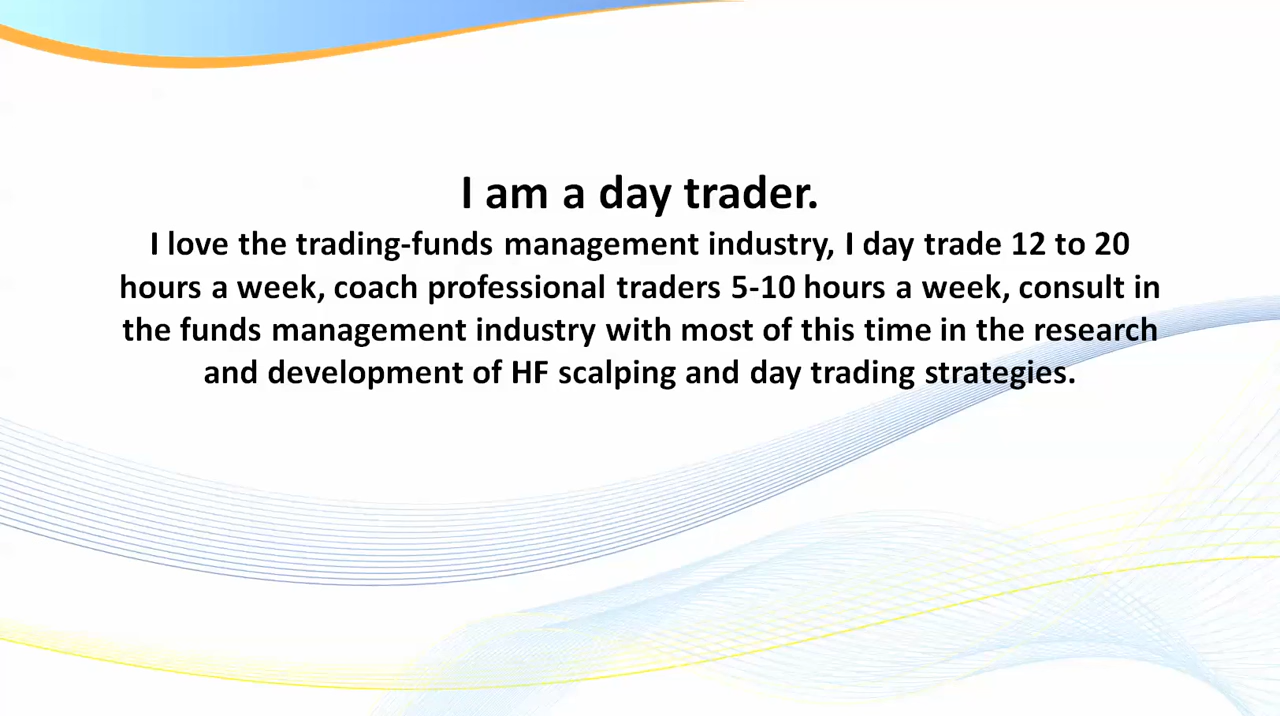 I am a day trader.
I love the trading-funds management industry, I day trade 12 to 20
hours a week, coach professional traders 5-10 hours a week, consult in
the funds management industry with most of this time in the research
and development of HF scalping and day trading strategies.